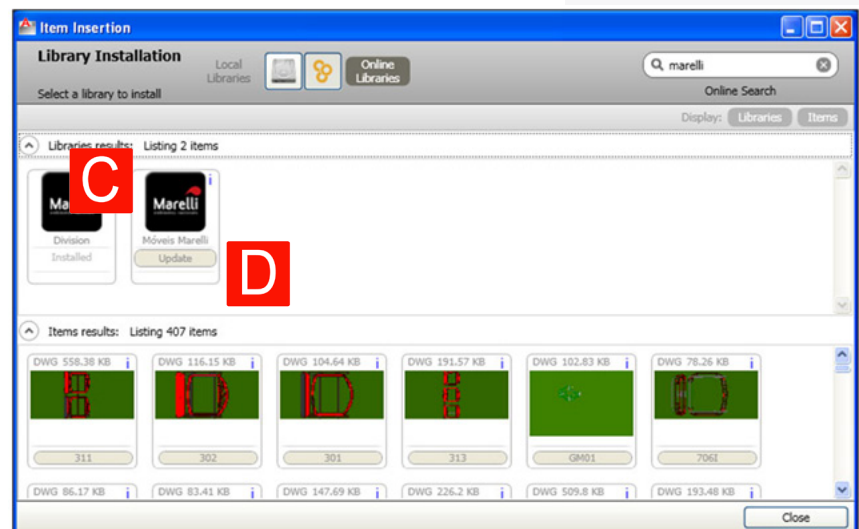 Item Insertion
Library Installation
Local Libraries
Online Libraries
marelli
Select a library to install
Online Search
Display: Libraries Items
Libraries results: Listing 2 items
C
Marelli
Division
Installed
Móveis Marelli
Update
D
Items results: Listing 407 items
DWG 558.38 KB i DWG 116.15 KB i DWG 104.64 KB i DWG 191.57 KB i DWG 102.83 KB i DWG 78.26 KB i
311 302 301 313 GM01 706I
DWG 86.17 KB i DWG 83.41 KB i DWG 147.69 KB i DWG 226.2 KB i DWG 509.8 KB i DWG 193.48 KB i
Close